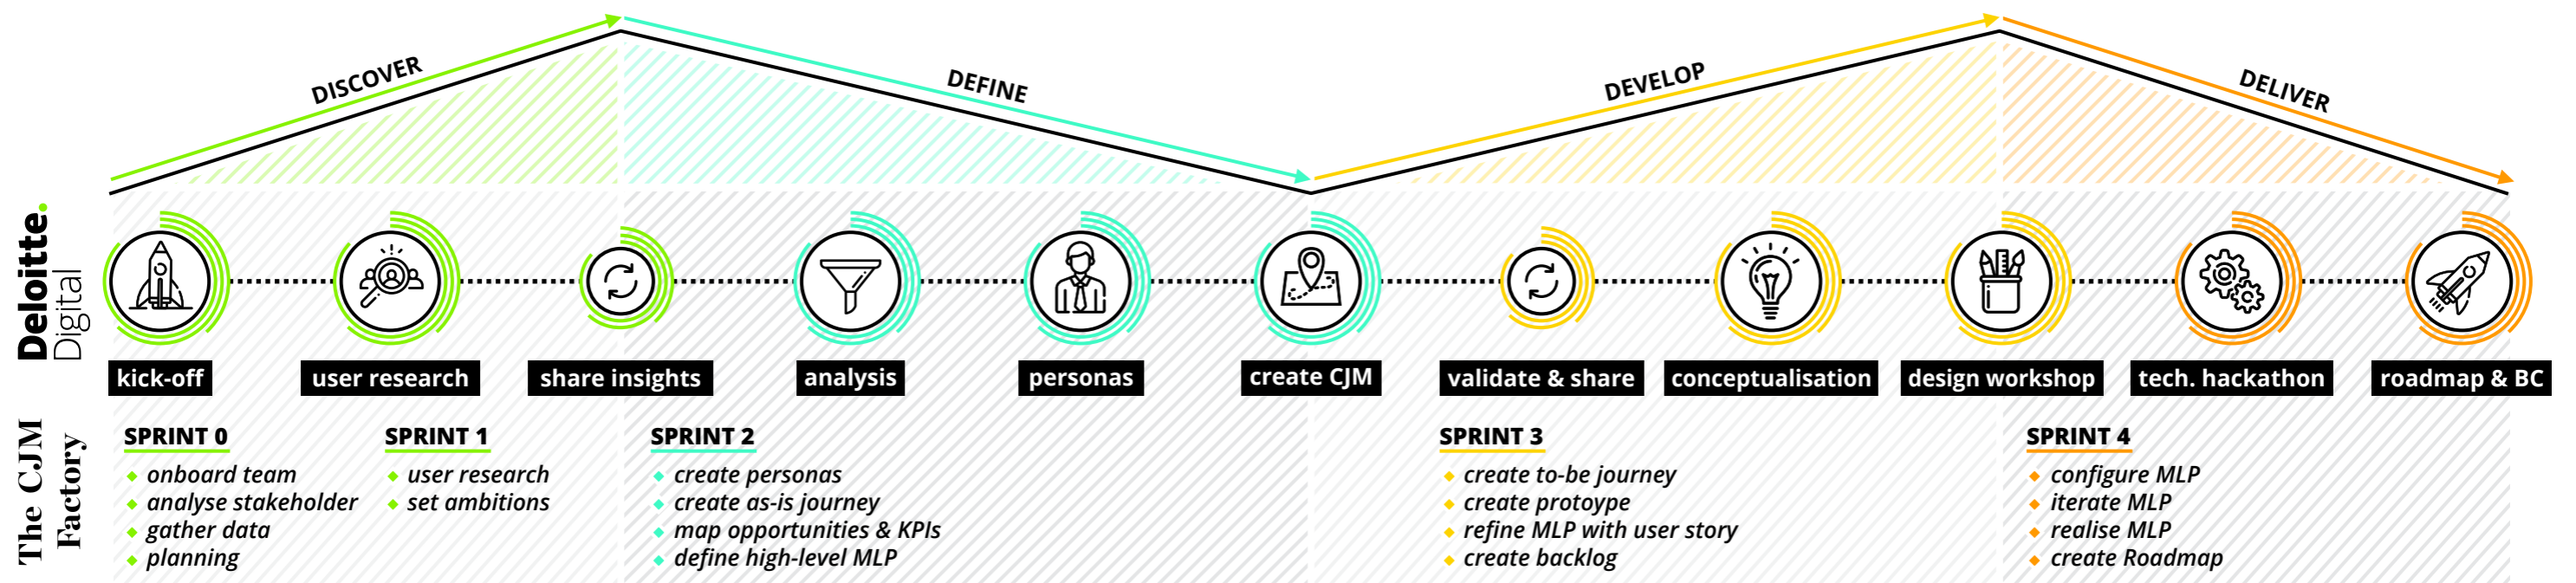 DISCOVER
DEFINE
DEVELOP
DELIVER
Deloitte.
Digital
kick-off
user research
share insights
analysis
personas
create CJM
validate & share
conceptualisation
design workshop
tech. hackathon
roadmap & BC
The CJM
Factory
SPRINT 0
onboard team
analyse stakeholder
gather data
planning
SPRINT 1
user research
set ambitions
SPRINT 2
create personas
create as-is journey
map opportunities & KPIs
define high-level MLP
SPRINT 3
create to-be journey
create protoype
refine MLP with user story
create backlog
SPRINT 4
configure MLP
iterate MLP
realise MLP
create Roadmap